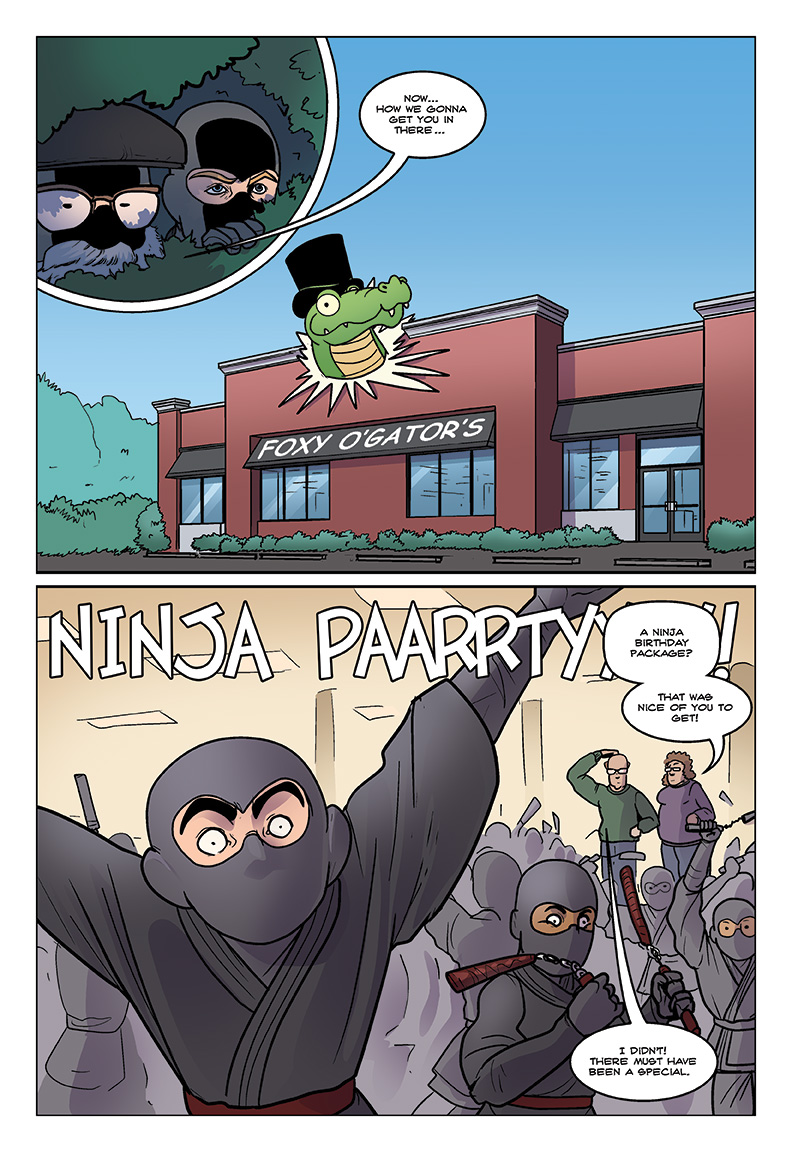 NOW...
HOW WE GONNA
GET YOU IN
THERE...
FOXY O'GATOR'S
NINJA PAARRTYY!!
A NINJA
BIRTHDAY
PACKAGE?
THAT WAS
NICE OF YOU TO
GET!
I DIDN'T!
THERE MUST HAVE
BEEN A SPECIAL.